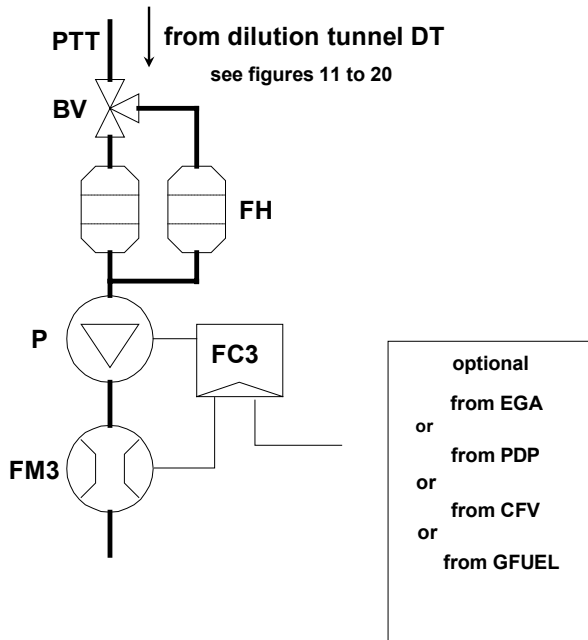 PTT
from dilution tunnel DT
see figures 11 to 20
BV
FH
P
FC3
FM3
optional
from EGA
or
from PDP
or
from CFV
or
from GFUEL